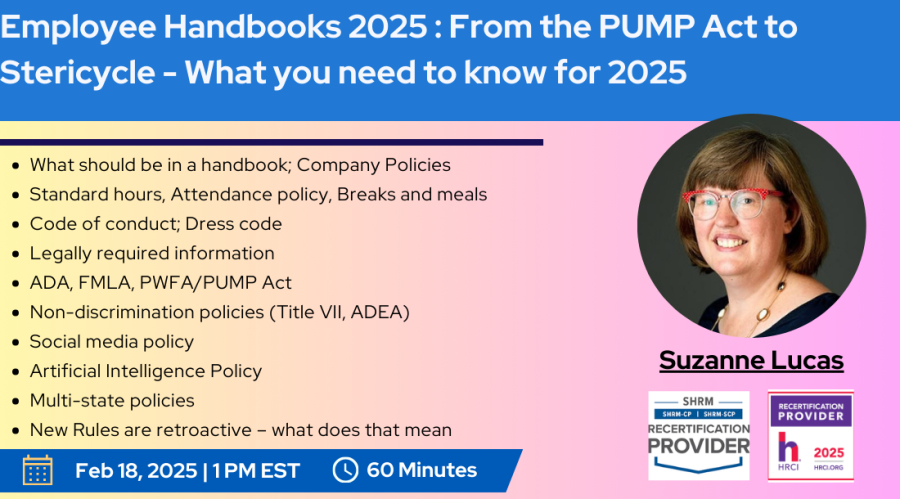 Employee Handbooks 2025 : From the PUMP Act to
Stericycle - What you need to know for 2025
What should be in a handbook; Company Policies
Standard hours, Attendance policy, Breaks and meals
Code of conduct; Dress code
Legally required information
ADA, FMLA, PWFA/PUMP Act
Non-discrimination policies (Title VII, ADEA)
Social media policy
Artificial Intelligence Policy
Multi-state policies
New Rules are retroactive – what does that mean
Feb 18, 2025 | 1 PM EST
60 Minutes
Suzanne Lucas
SHRM
SHRM-CP | SHRM-SCP
RECERTIFICATION
PROVIDER
RECERTIFICATION
PROVIDER
h
HRCI
2025
HRCI.ORG